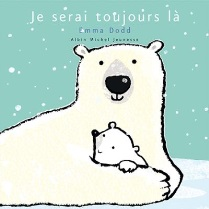 Je serai toujours là
Emma Dodd
Albin Michel Jeunesse